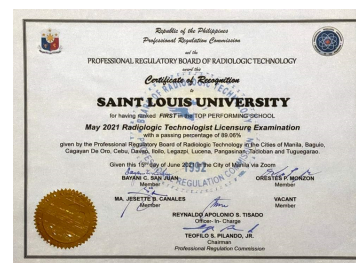 Republic of the Philippines
Professional Regulation Commission
and the
PROFESSIONAL REGULATORY BOARD OF RADIOLOGIC TECHNOLOGY
award this
Certificate of Recognition
to
SAINT LOUIS UNIVERSITY
for having ranked FIRST in the TOP PERFORMING SCHOOL
May 2021 Radiologic Technologist Licensure Examination
with a passing percentage of 89.06%
given by the Professional Regulatory Board of Radiologic Technology in the Cities of Manila, Baguio,
Cagayan De Oro, Cebu, Davao, Iloilo, Legazpi, Lucena, Pangasinan, Tacloban and Tuguegarao.
Given this 15th day of June 2021 in the City of Manila via Zoom
1992
BAYANI C. SAN JUAN
Member
ORESTES P. MONZON
Member
MA. JESETTE B. CANALES
Member
VACANT
Member
REYNALDO APOLONIO S. TISADO
Officer- In- Charge
TEOFILO S. PILANDO, JR.
Chairman
Professional Regulation Commission